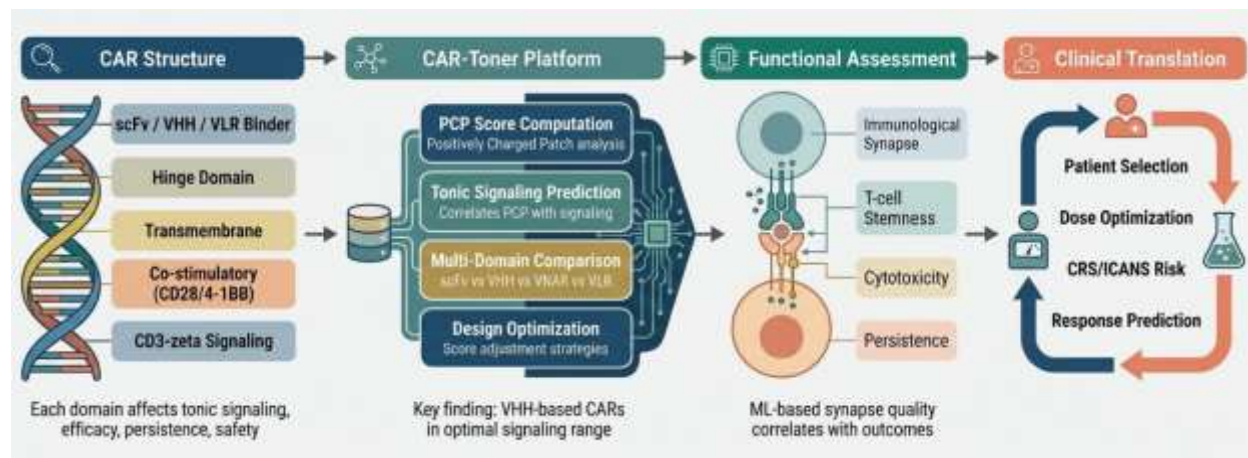 CAR Structure
CAR-Toner Platform
Functional Assessment
Clinical Translation
scFv / VHH / VLR Binder
Hinge Domain
Transmembrane
Co-stimulatory
(CD28/4-1BB)
CD3-zeta Signaling
Each domain affects tonic signaling,
efficacy, persistence, safety
PCP Score Computation
Positively Charged Patch analysis
Tonic Signaling Prediction
Correlates PCP with signaling
Multi-Domain Comparison
scFv vs VHH vs VNAR vs VLR
Design Optimization
Score adjustment strategies
Key finding: VHH-based CARs
in optimal signaling range
Immunological
Synapse
T-cell
Stemness
Cytotoxicity
Persistence
ML-based synapse quality
correlates with outcomes
Patient Selection
Dose Optimization
CRS/ICANS Risk
Response Prediction